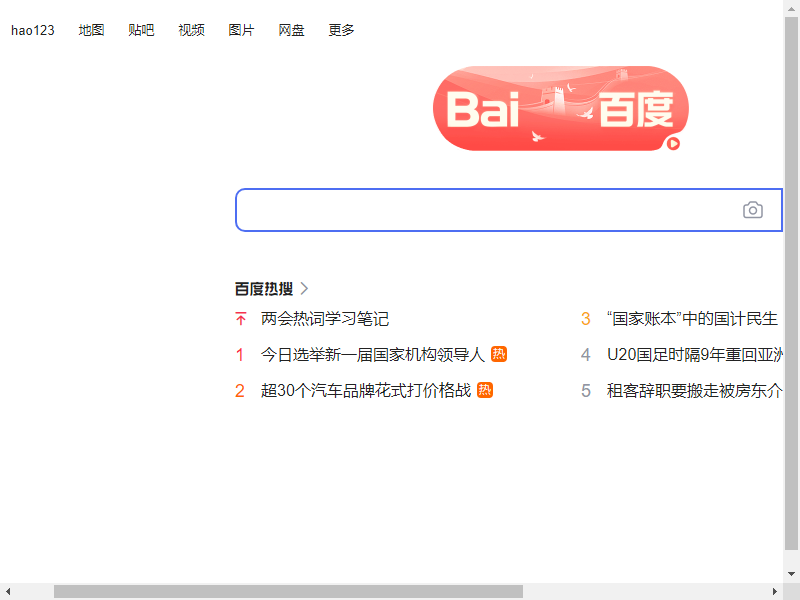 hao123 地图 贴吧 视频 图片 网盘 更多
Bai 百度
百度热搜
两会热词学习笔记
1 今日选举新一届国家机构领导人 热
2 超30个汽车品牌花式打价格战 热
3 “国家账本”中的国计民生
4 U20国足时隔9年重回亚洲
5 租客辞职要搬走被房东介